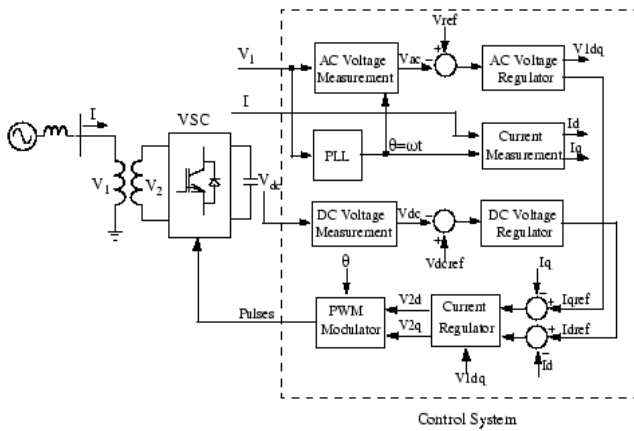 Vref
V1
AC Voltage
Measurement
Vac
-
+
AC Voltage
Regulator
V1dq
I
VSC
I
PLL
θ=ωt
Current
Measurement
Id
Iq
V1
V2
Vdc
DC Voltage
Measurement
Vdc
-
+
DC Voltage
Regulator
Vdcref
θ
Iq
Pulses
PWM
Modulator
V2d
V2q
Current
Regulator
-
+
Iqref
+
Idref
-
Id
V1dq
Control System